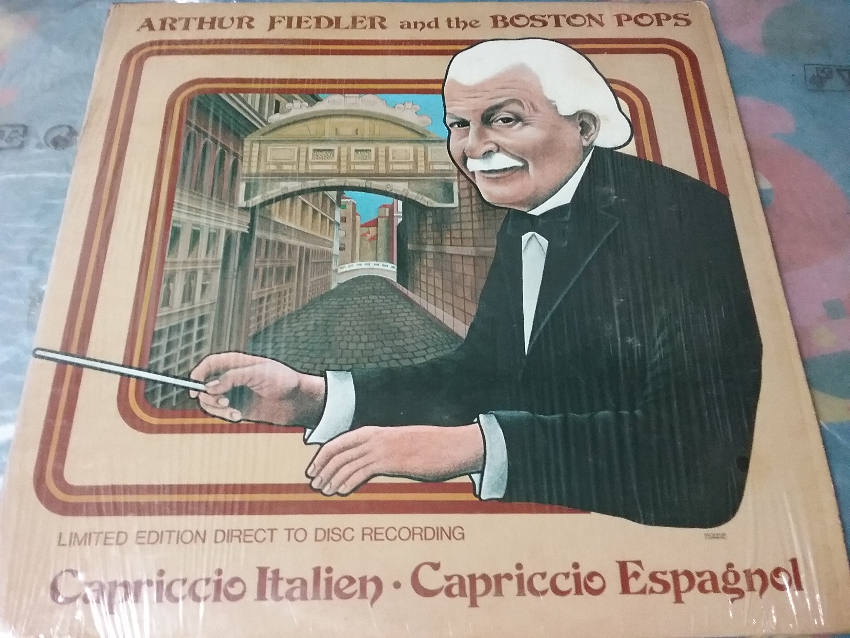 ARTHUR FIEDLER and the BOSTON POPS
LIMITED EDITION DIRECT TO DISC RECORDING
Capriccio Italien · Capriccio Espagnol